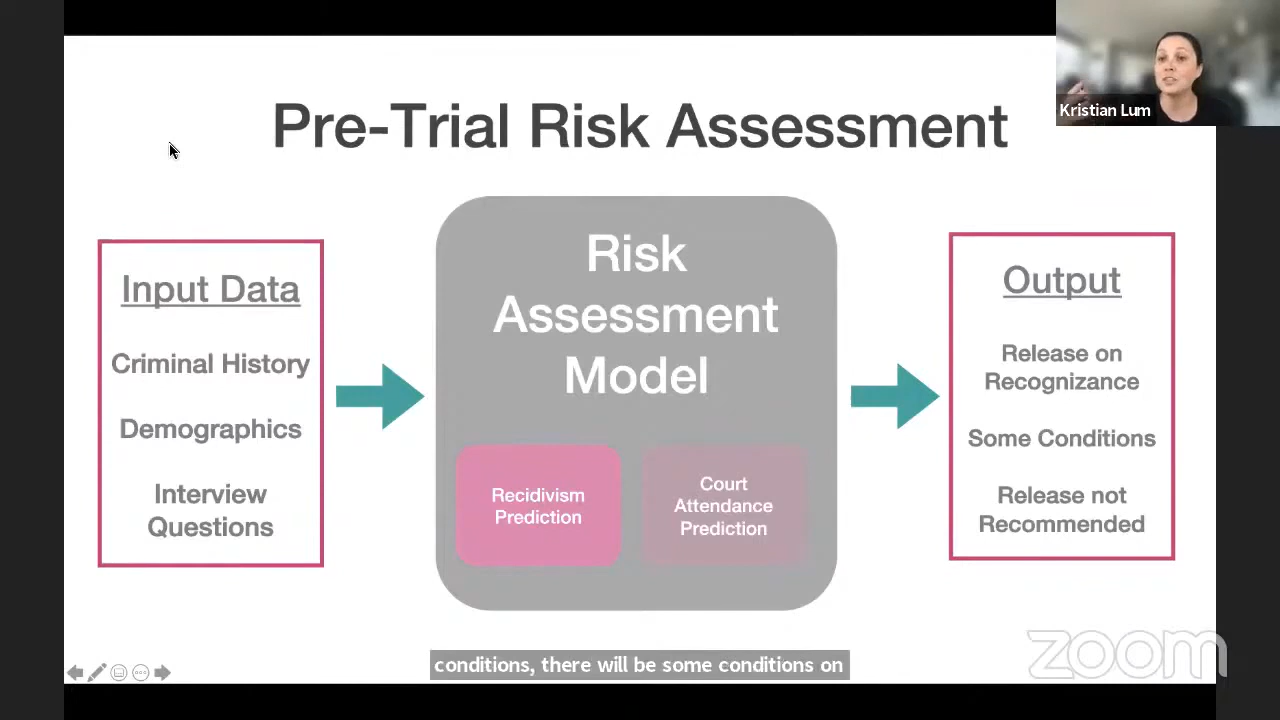 Kristian Lum
Pre-Trial Risk Assessment
Input Data
Criminal History
Demographics
Interview
Questions
Risk
Assessment
Model
Recidivism
Prediction
Court
Attendance
Prediction
Output
Release on
Recognizance
Some Conditions
Release not
Recommended
conditions, there will be some conditions on
zoom